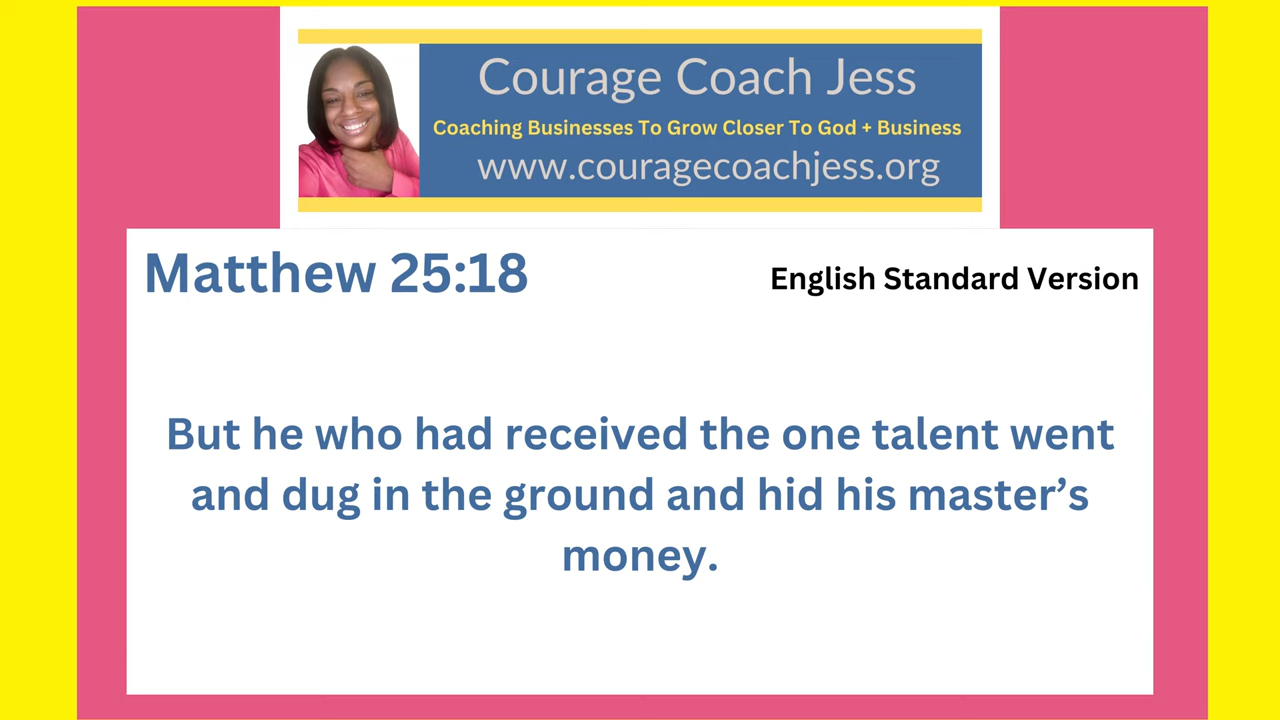 Courage Coach Jess
Coaching Businesses To Grow Closer To God + Business
www.couragecoachjess.org
Matthew 25:18
English Standard Version
But he who had received the one talent went
and dug in the ground and hid his master’s
money.